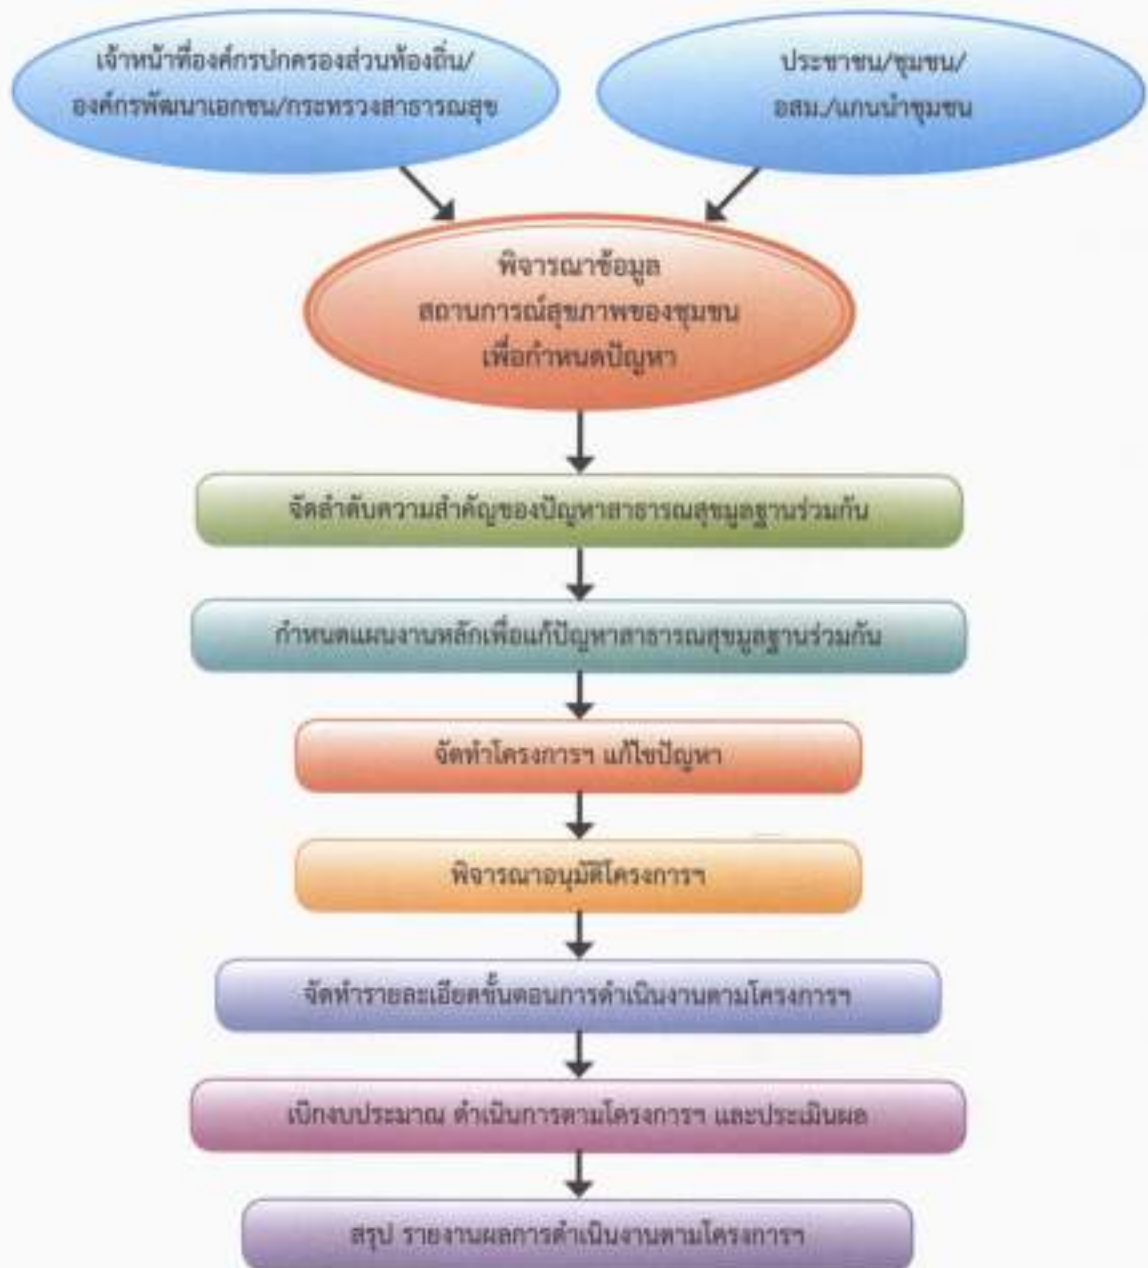 เจ้าหน้าที่องค์กรปกครองส่วนท้องถิ่น/
องค์กรพัฒนาเอกชน/กระทรวงสาธารณสุข
ประชาชน/ชุมชน/
อสม./แกนนำชุมชน
พิจารณาข้อมูล
สถานการณ์สุขภาพของชุมชน
เพื่อกำหนดปัญหา
จัดลำดับความสำคัญของปัญหาสาธารณสุขมูลฐานร่วมกัน
กำหนดแผนงานหลักเพื่อแก้ปัญหาสาธารณสุขมูลฐานร่วมกัน
จัดทำโครงการฯ แก้ไขปัญหา
พิจารณาอนุมัติโครงการฯ
จัดทำรายละเอียดขั้นตอนการดำเนินงานตามโครงการฯ
เบิกงบประมาณ ดำเนินการตามโครงการฯ และประเมินผล
สรุป รายงานผลการดำเนินงานตามโครงการฯ